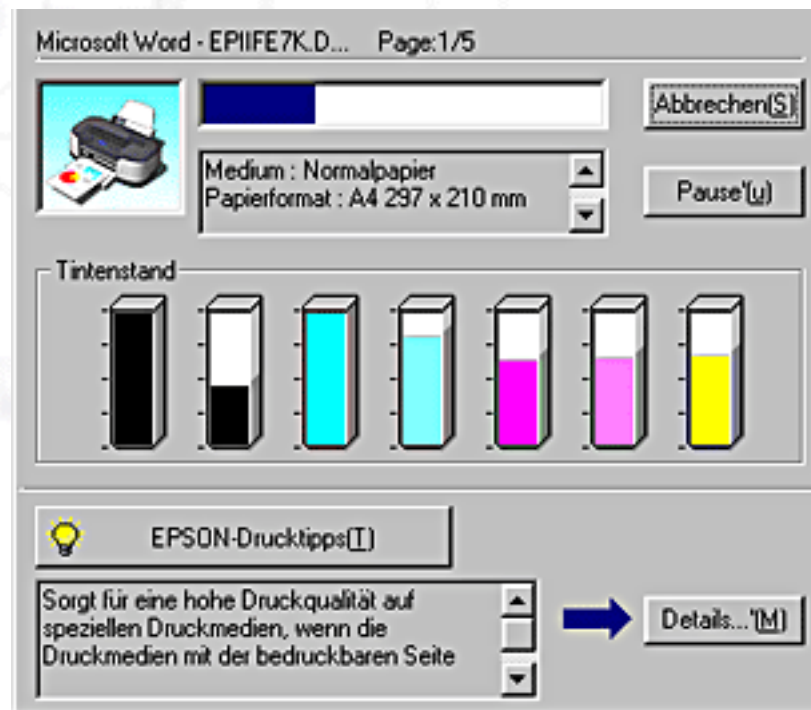 Microsoft Word - EPIIFE7K.D... Page:1/5
Abbrechen(S)
Medium : Normalpapier
Papierformat : A4 297 x 210 mm
Pause'(u)
Tintenstand
EPSON-Drucktipps(T)
Sorgt für eine hohe Druckqualität auf
speziellen Druckmedien, wenn die
Druckmedien mit der bedruckbaren Seite
Details...'(M)